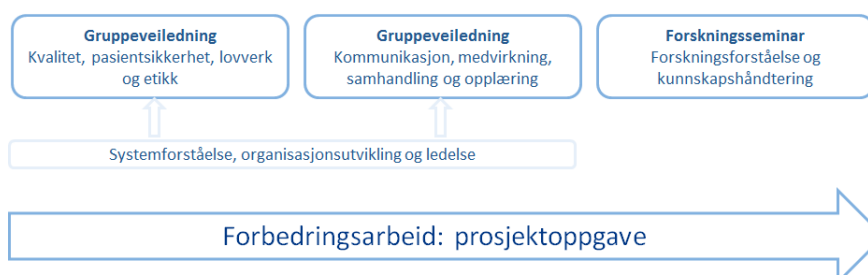 Gruppeveiledning
Kvalitet, pasientsikkerhet, lovverk
og etikk
Gruppeveiledning
Kommunikasjon, medvirkning,
samhandling og opplæring
Forskningsseminar
Forskningsforståelse og
kunnskapshåndtering
Systemforståelse, organisasjonsutvikling og ledelse
Forbedringsarbeid: prosjektoppgave